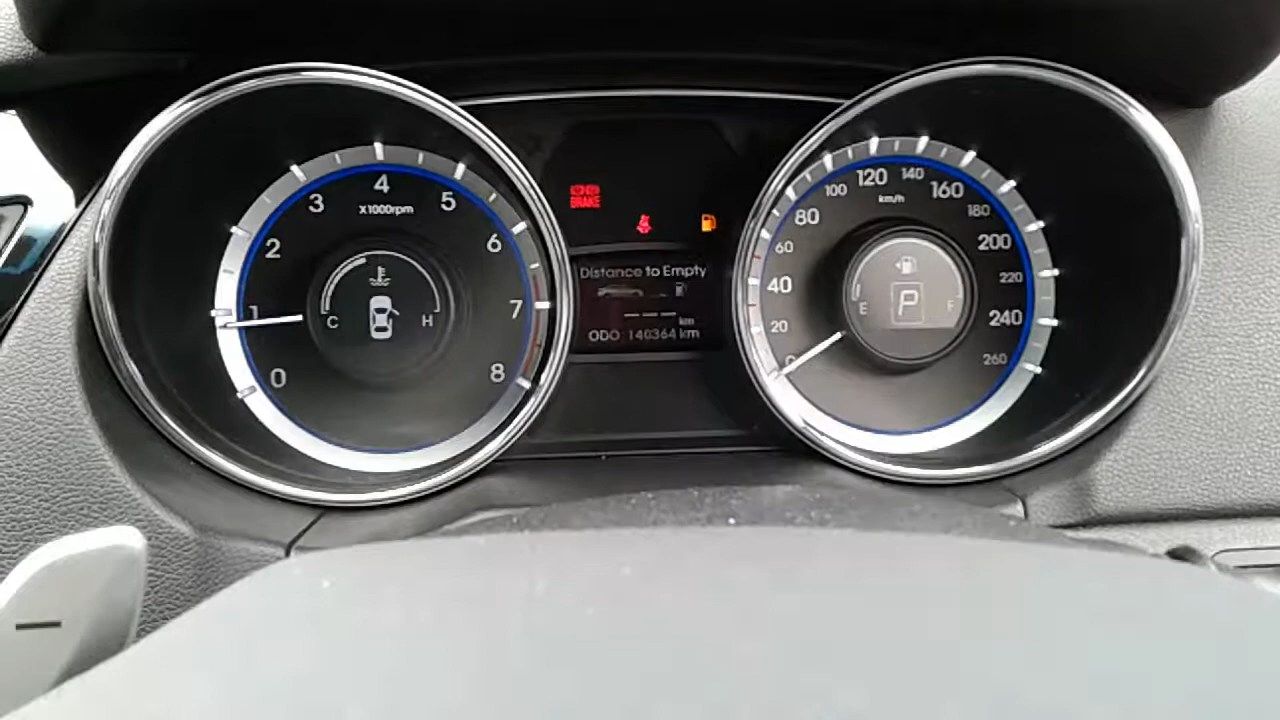 0
1
2
3
4
5
6
7
8
X1000rpm
C
H
BRAKE
Distance to Empty
--- km
ODO 140364 km
0
20
40
60
80
100
120
140
160
180
200
220
240
260
km/h
E
P
F